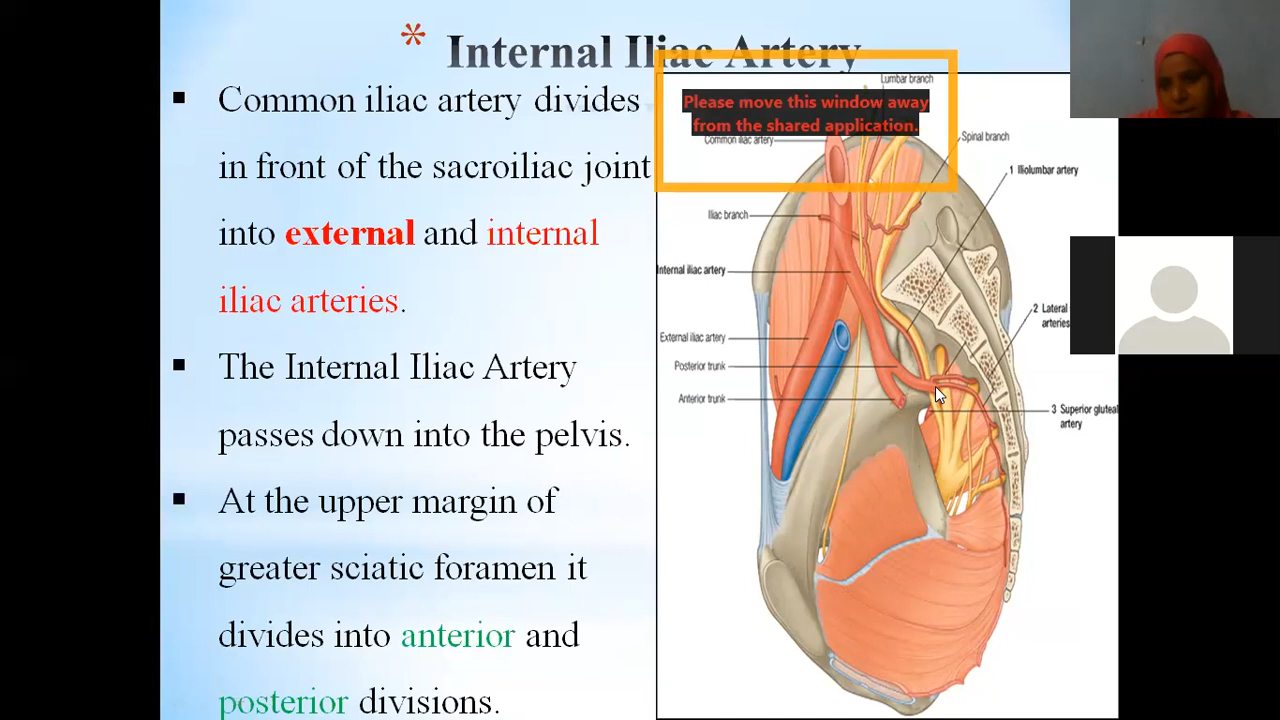 * Internal Iliac Artery
▪ Common iliac artery divides
in front of the sacroiliac joint
into external and internal
iliac arteries.
▪ The Internal Iliac Artery
passes down into the pelvis.
▪ At the upper margin of
greater sciatic foramen it
divides into anterior and
posterior divisions.
Lumbar branch
Please move this window away
from the shared application.
Common iliac artery
Spinal branch
1 Iliolumbar artery
Iliac branch
Internal iliac artery
2 Lateral
arteries
External iliac artery
Posterior trunk
Anterior trunk
3 Superior gluteal
artery